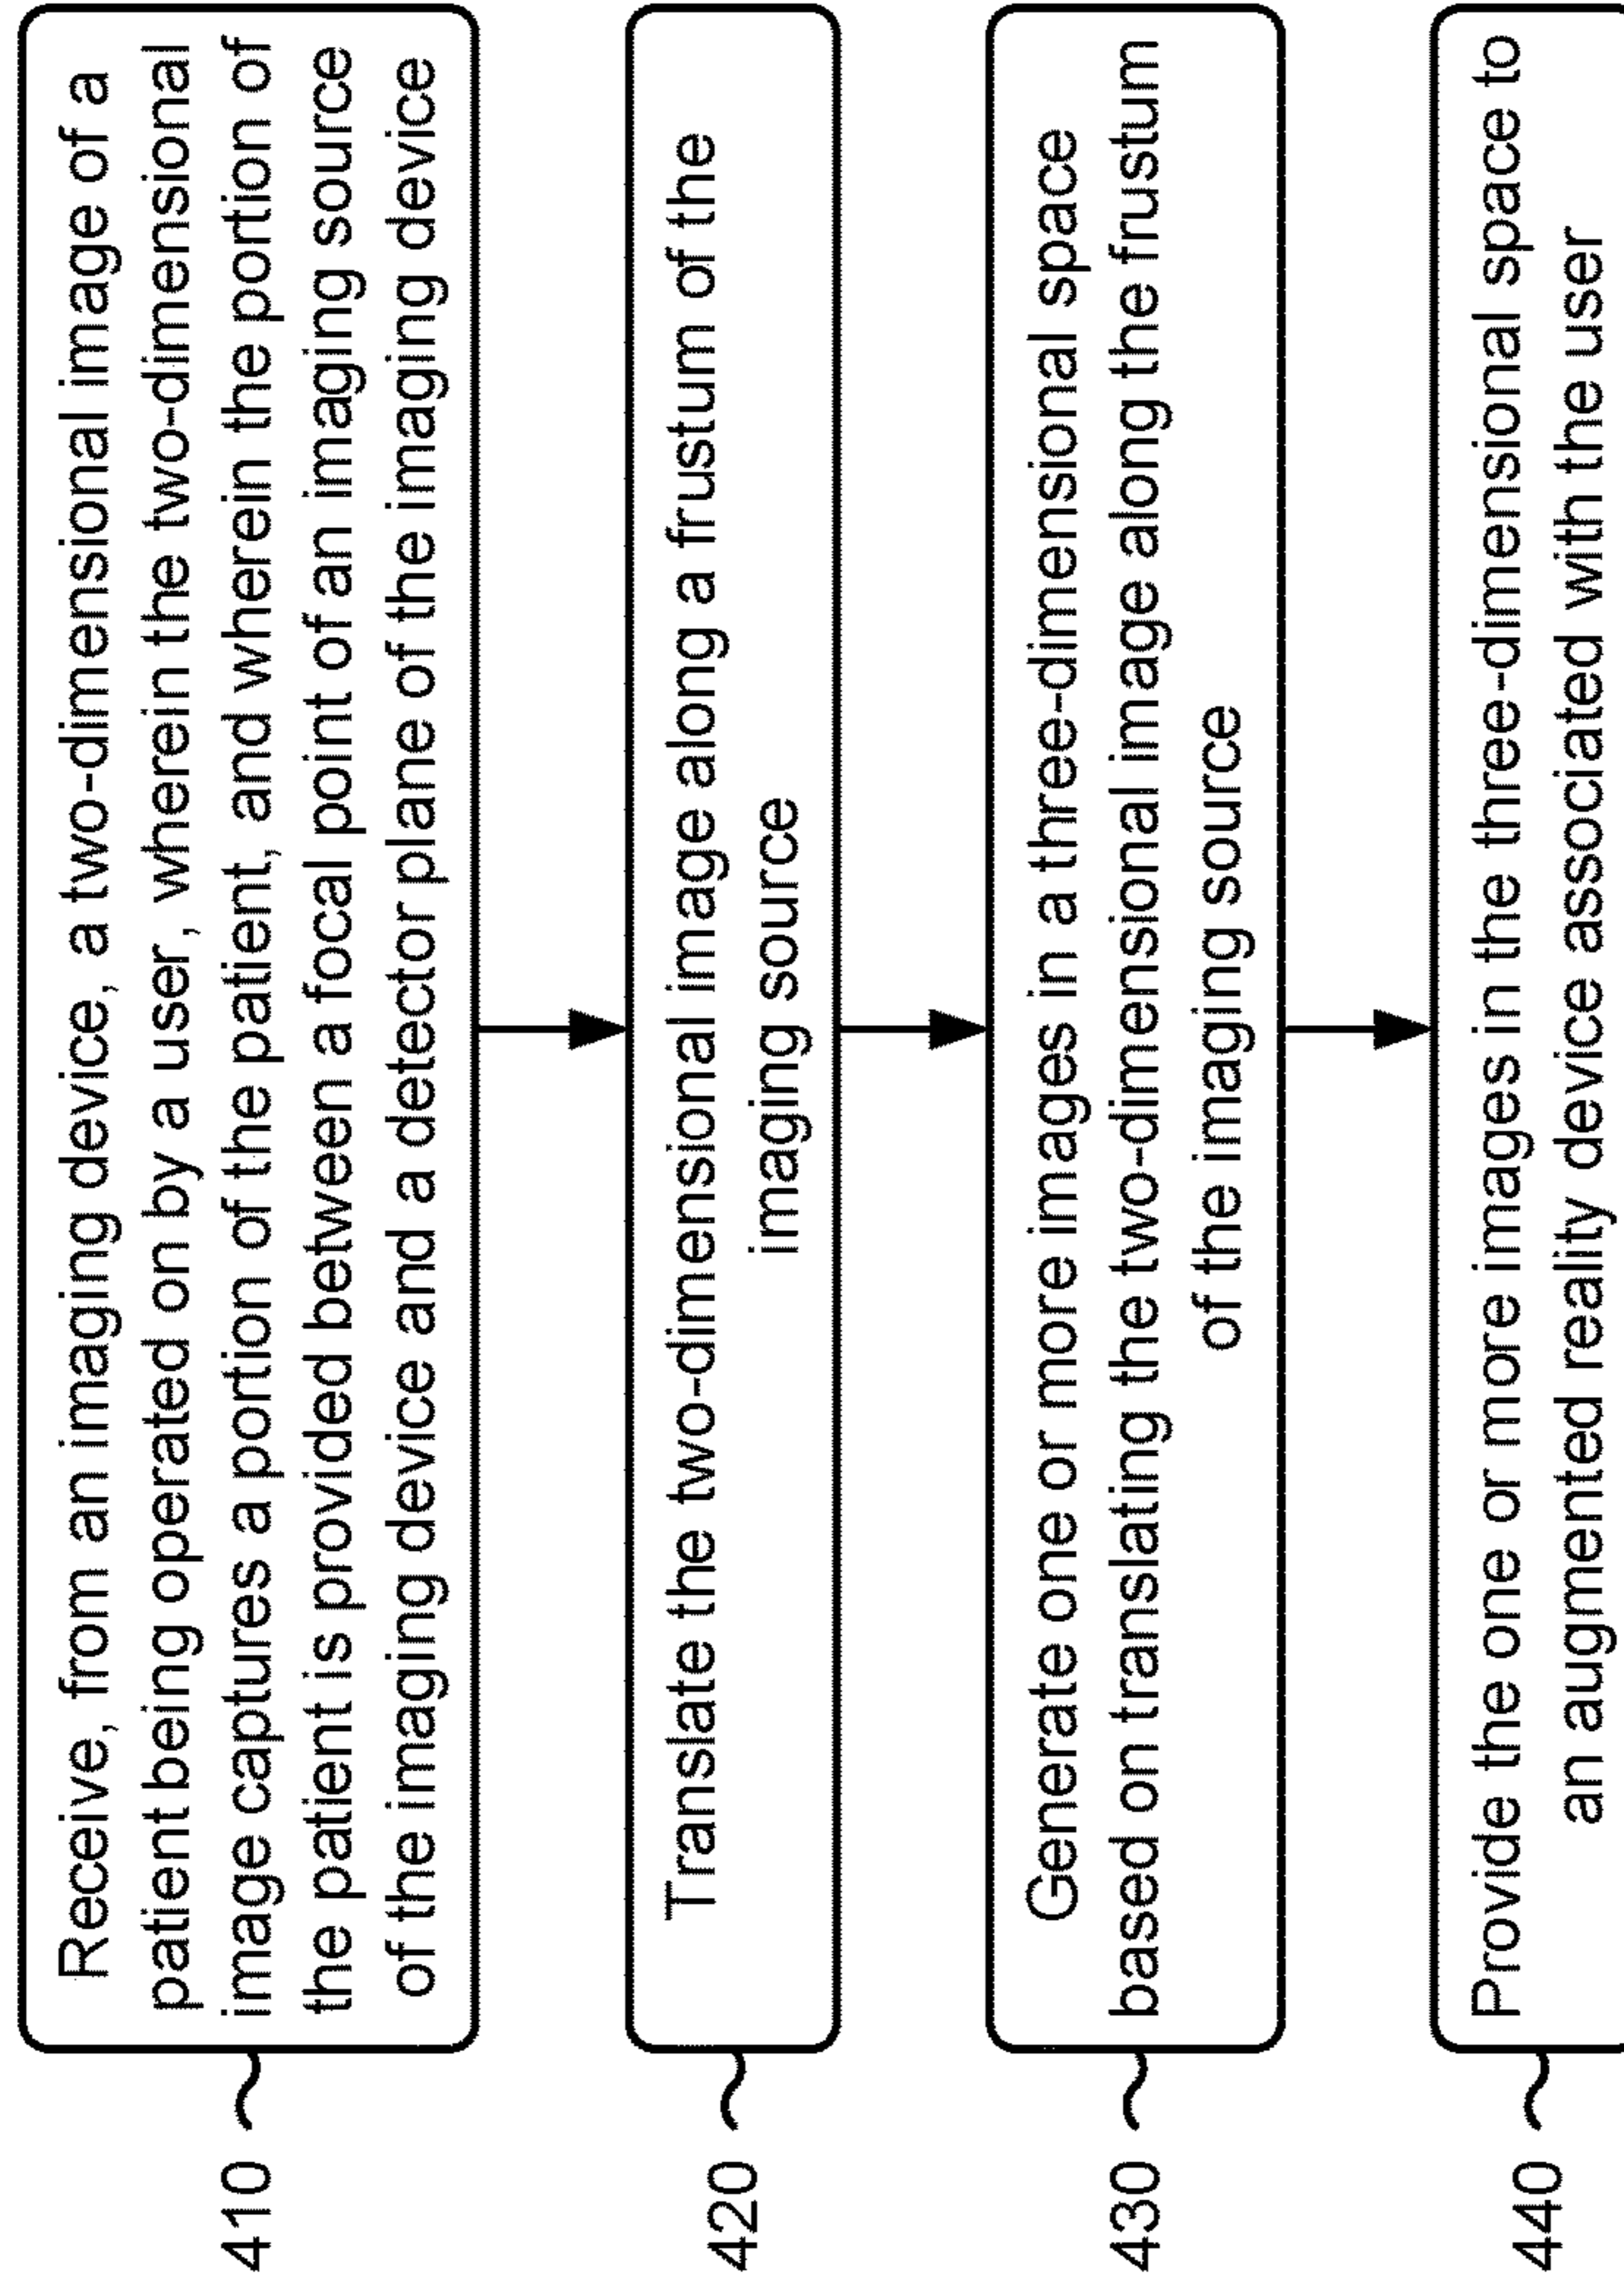 410
Receive, from an imaging device, a two-dimensional image of a
patient being operated on by a user, wherein the two-dimensional
image captures a portion of the patient, and wherein the portion of
the patient is provided between a focal point of an imaging source
of the imaging device and a detector plane of the imaging device
420
Translate the two-dimensional image along a frustum of the
imaging source
430
Generate one or more images in a three-dimensional space
based on translating the two-dimensional image along the frustum
of the imaging source
440
Provide the one or more images in the three-dimensional space to
an augmented reality device associated with the user